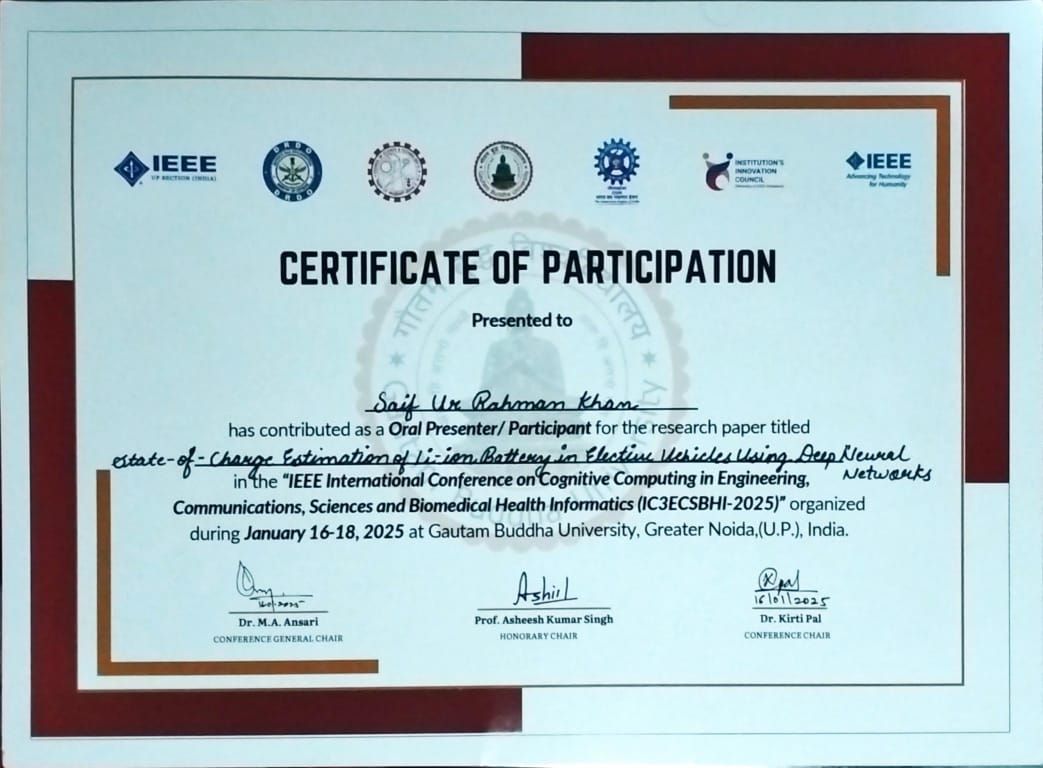 IEEE
UP SECTION (INDIA)
DRDO
DRDO
INSTITUTION'S
INNOVATION
COUNCIL
IEEE
Advancing Technology
for Humanity
CERTIFICATE OF PARTICIPATION
Presented to
Saif Ur Rahman Khan
has contributed as a Oral Presenter/ Participant for the research paper titled
State-of-Charge Estimation of Li-ion Battery in Electric Vehicles Using Deep Neural
Networks
in the "IEEE International Conference on Cognitive Computing in Engineering,
Communications, Sciences and Biomedical Health Informatics (IC3ECSBHI-2025)" organized
during January 16-18, 2025 at Gautam Buddha University, Greater Noida,(U.P.), India.
Ashish
16/01/2025
Dr. M.A. Ansari
Prof. Asheesh Kumar Singh
Dr. Kirti Pal
CONFERENCE GENERAL CHAIR
HONORARY CHAIR
CONFERENCE CHAIR